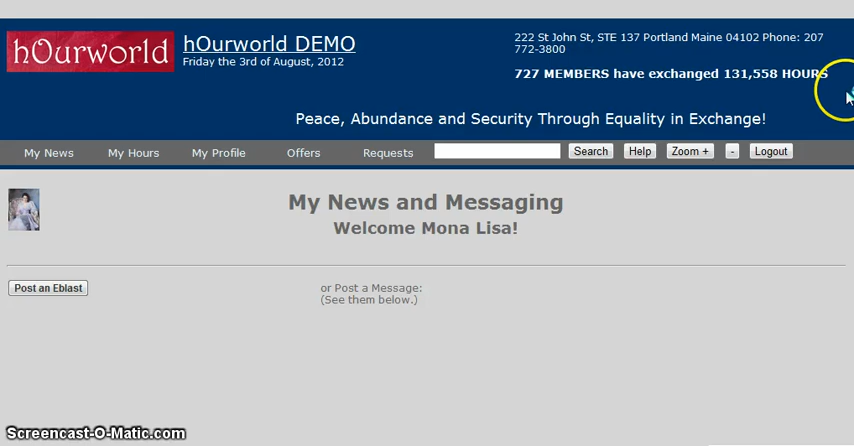 hOurworld
hOurworld DEMO
Friday the 3rd of August, 2012
222 St John St, STE 137 Portland Maine 04102 Phone: 207
772-3800
727 MEMBERS have exchanged 131,558 HOURS
Peace, Abundance and Security Through Equality in Exchange!
My News My Hours My Profile Offers Requests Search Help Zoom + - Logout
My News and Messaging
Welcome Mona Lisa!
Post an Eblast
or Post a Message:
(See them below.)
Screencast-O-Matic.com